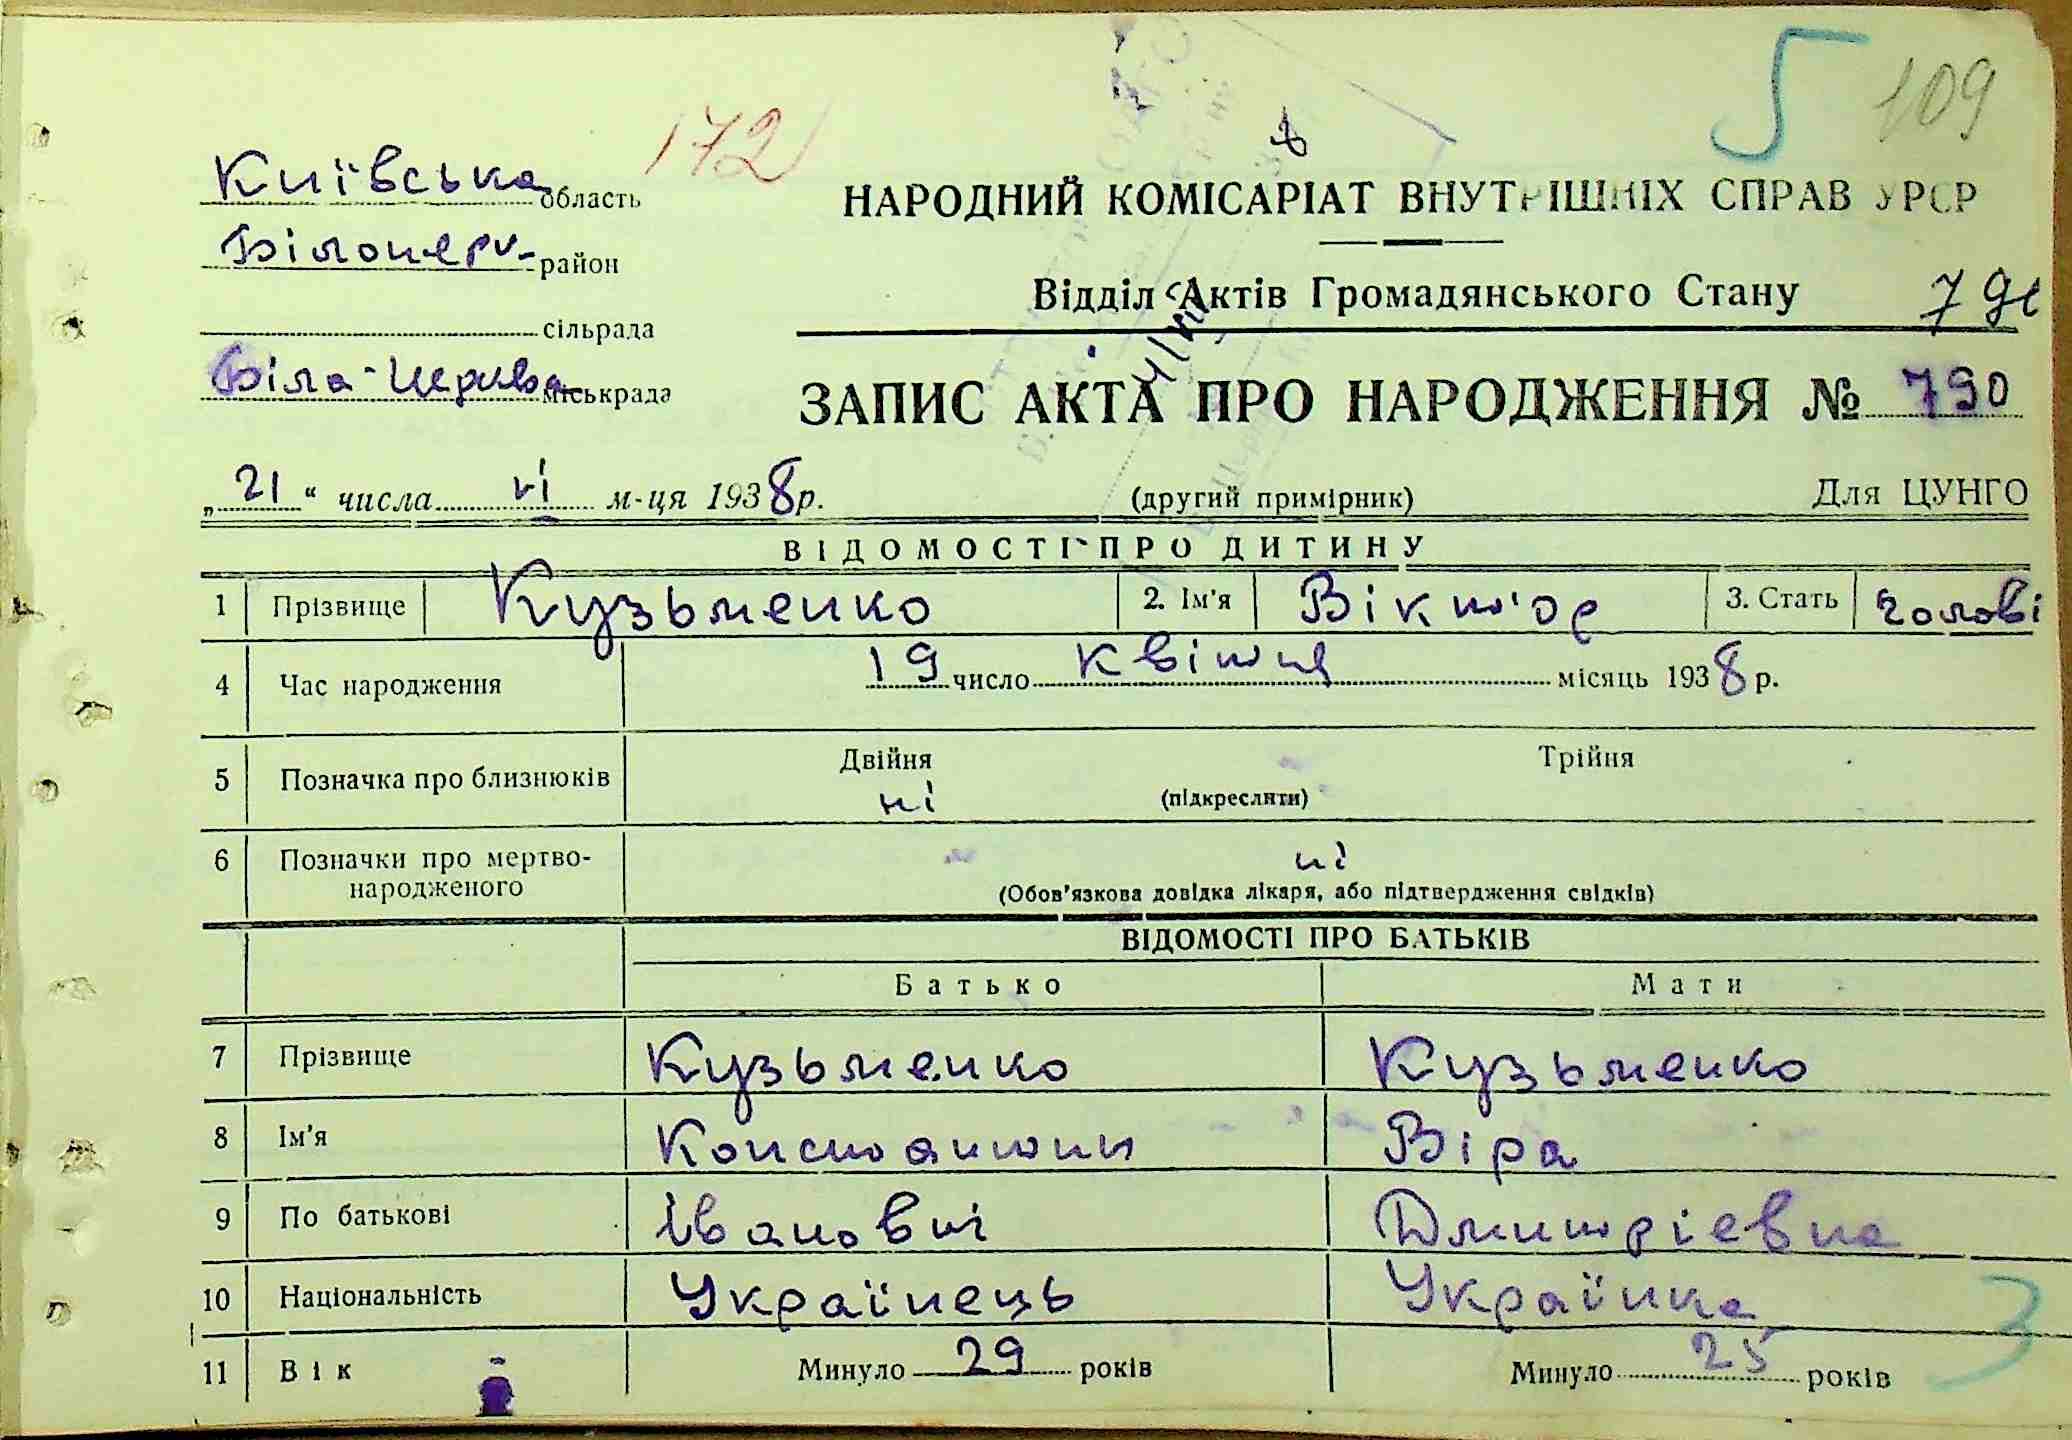 5 109
172
Київська область
НАРОДНИЙ КОМІСАРІАТ ВНУТРІШНІХ СПРАВ УРСР
Білоцерк- район
Відділ Актів Громадянського Стану
сільрада
Біла-Церква міськрада
ЗАПИС АКТА ПРО НАРОДЖЕННЯ № 790
„21“ числа VI м-ця 1938 р. (другий примірник) Для ЦУНГО
ВІДОМОСТІ ПРО ДИТИНУ
1 Прізвище Кузьменко 2. Ім'я Віктор 3. Стать чолові
4 Час народження 19 число квітня місяць 1938 р.
5 Позначка про близнюків Двійня Трійня
ні (підкреслити)
6 Позначки про мертво- ні
народженого (Обов'язкова довідка лікаря, або підтвердження свідків)
ВІДОМОСТІ ПРО БАТЬКІВ
Батько Мати
7 Прізвище Кузьменко Кузьменко
8 Ім'я Константин Віра
9 По батькові Іванові Дмитріевна
10 Національність Українець Українка
3
11 Вік Минуло 29 років Минуло 25 років